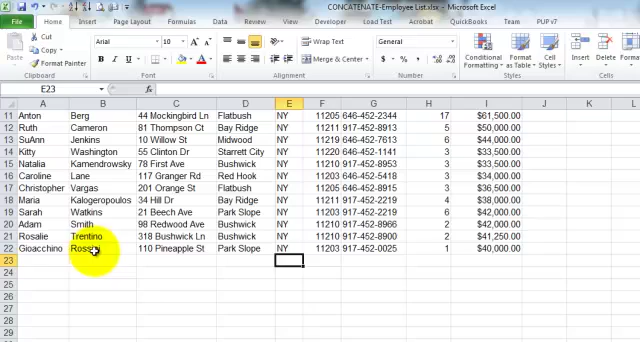 CONCATENATE-Employee List.xlsx - Microsoft Excel
File Home Insert Page Layout Formulas Data Review View Developer Load Test Acrobat QuickBooks Team PUP v7
Cut
Copy
Format Painter
Clipboard
Arial 10
B I U
Font
Wrap Text
Merge & Center
Alignment
General
$ % ,
Number
Conditional Formatting
Format as Table
Cell Styles
Styles
Insert
Delete
Cells
E23 fx
A B C D E F G H I J K L
11 Anton Berg 44 Mockingbird Ln Flatbush NY 11205 646-452-2344 17 $61,500.00
12 Ruth Cameron 81 Thompson Ct Bay Ridge NY 11211 917-452-8913 5 $50,000.00
13 SuAnn Jenkins 10 Willow St Midwood NY 11219 646-452-7613 6 $44,000.00
14 Kitty Washington 55 Clinton Dr Starrett City NY 11211 917-452-2219 1 $33,500.00
15 Natalia Kamendrowsky 78 First Ave Bushwick NY 11210 917-452-8953 1 $33,500.00
16 Caroline Lane 117 Granger Rd Red Hook NY 11203 646-452-5418 1 $34,000.00
17 Christopher Vargas 201 Orange St Flatbush NY 11205 646-452-8915 3 $36,500.00
18 Maria Kalogeropoulos 34 Hill Dr Bay Ridge NY 11211 917-452-2219 4 $38,000.00
19 Sarah Watkins 21 Beech Ave Park Slope NY 11203 917-452-2219 6 $42,000.00
20 Adam Smith 98 Redwood Ave Bushwick NY 11210 917-452-8966 2 $42,000.00
21 Rosalie Trentino 318 Bushwick Ln Bushwick NY 11210 917-452-8900 2 $41,250.00
22 Gioacchino 110 Pineapple St Park Slope NY 11203 917-452-0025 1 $40,000.00
23
24
25
26
27
28
29